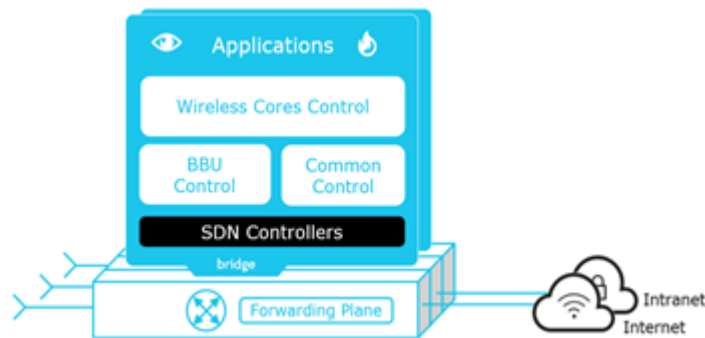 Applications
Wireless Cores Control
BBU
Control
Common
Control
SDN Controllers
bridge
Forwarding Plane
Intranet
Internet